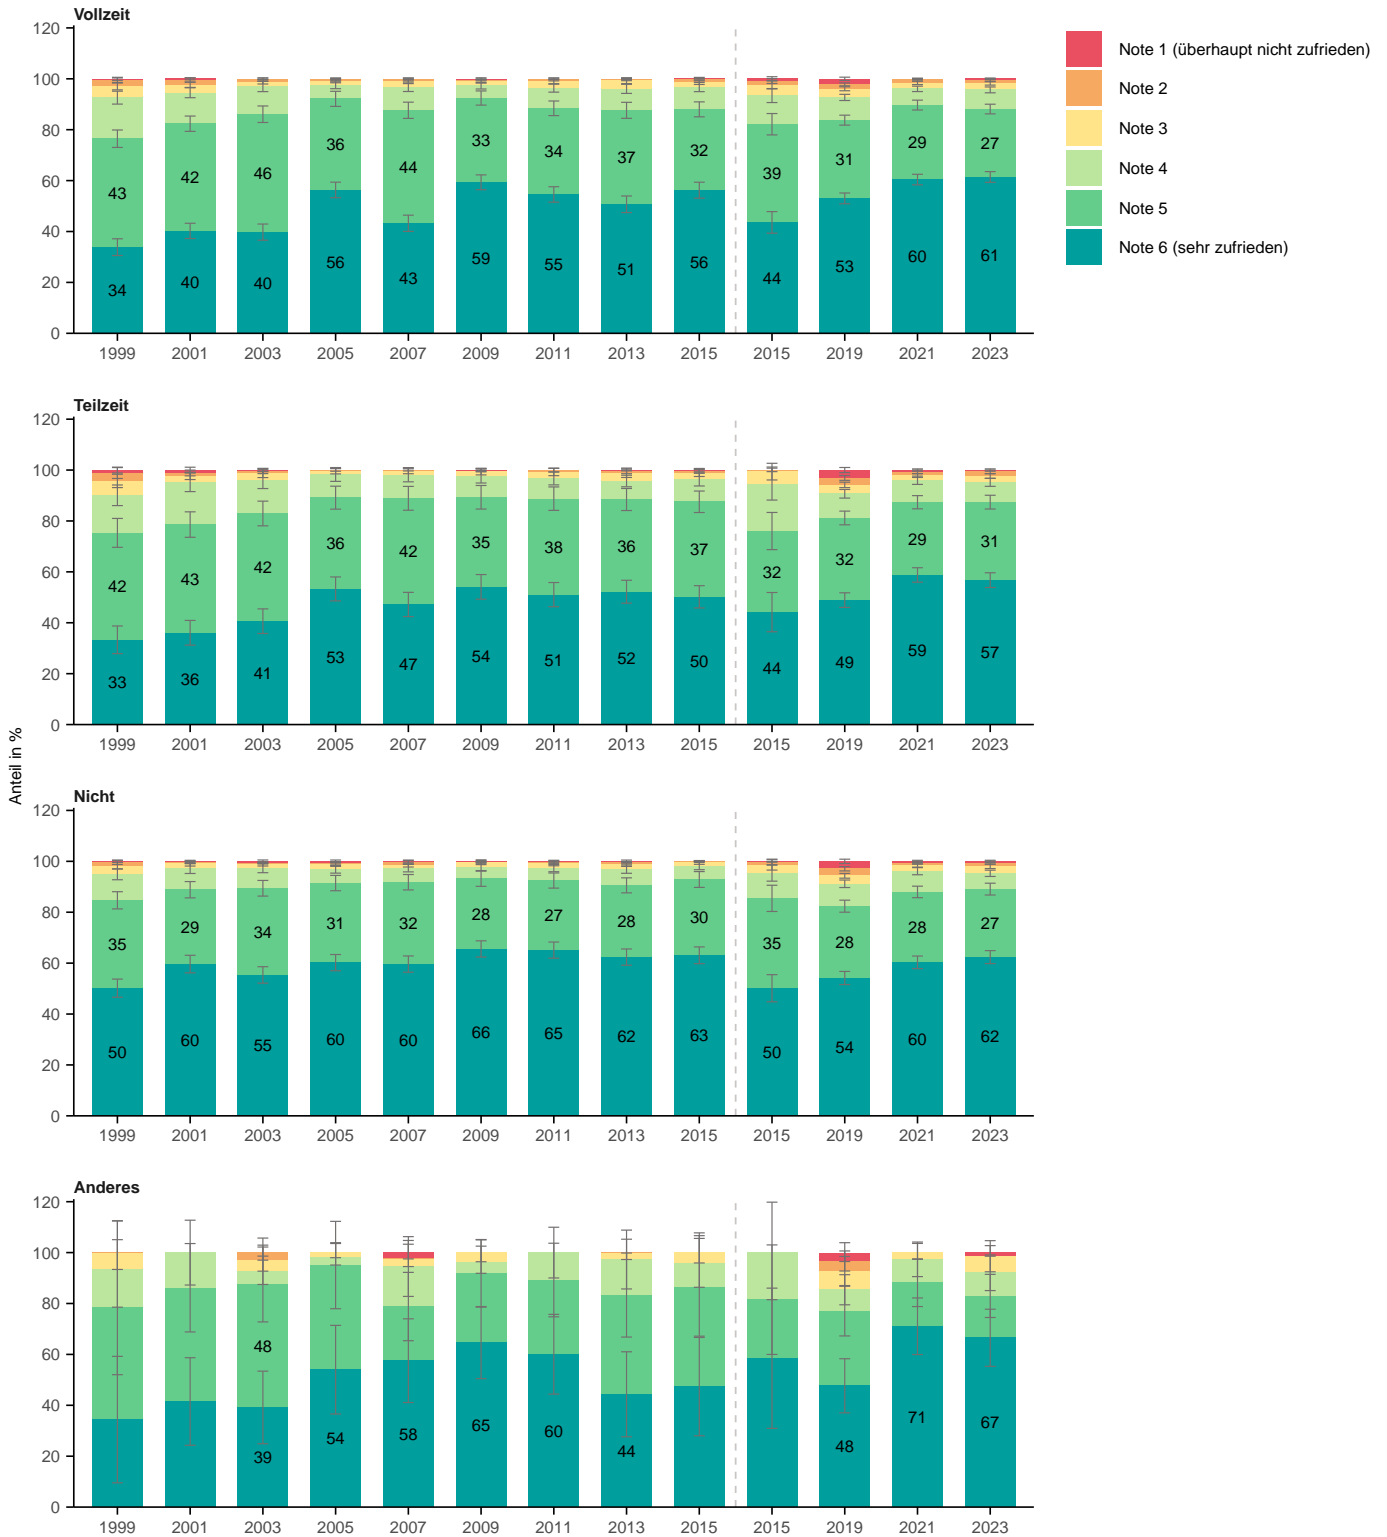 Vollzeit
120
100
80
60
40
20
0
43 42 46 36 44 33 34 37 32 39 31 29 27
34 40 40 56 43 59 55 51 56 44 53 60 61
1999 2001 2003 2005 2007 2009 2011 2013 2015 2015 2019 2021 2023
Note 1 (überhaupt nicht zufrieden)
Note 2
Note 3
Note 4
Note 5
Note 6 (sehr zufrieden)
Anteil in %
Teilzeit
120
100
80
60
40
20
0
42 43 42 36 42 35 38 36 37 32 32 29 31
33 36 41 53 47 54 51 52 50 44 49 59 57
1999 2001 2003 2005 2007 2009 2011 2013 2015 2015 2019 2021 2023
Nicht
120
100
80
60
40
20
0
35 29 34 31 32 28 27 28 30 35 28 28 27
50 60 55 60 60 66 65 62 63 50 54 60 62
1999 2001 2003 2005 2007 2009 2011 2013 2015 2015 2019 2021 2023
Anderes
120
100
80
60
40
20
0
48
39 54 58 65 60 44 48 71 67
1999 2001 2003 2005 2007 2009 2011 2013 2015 2015 2019 2021 2023